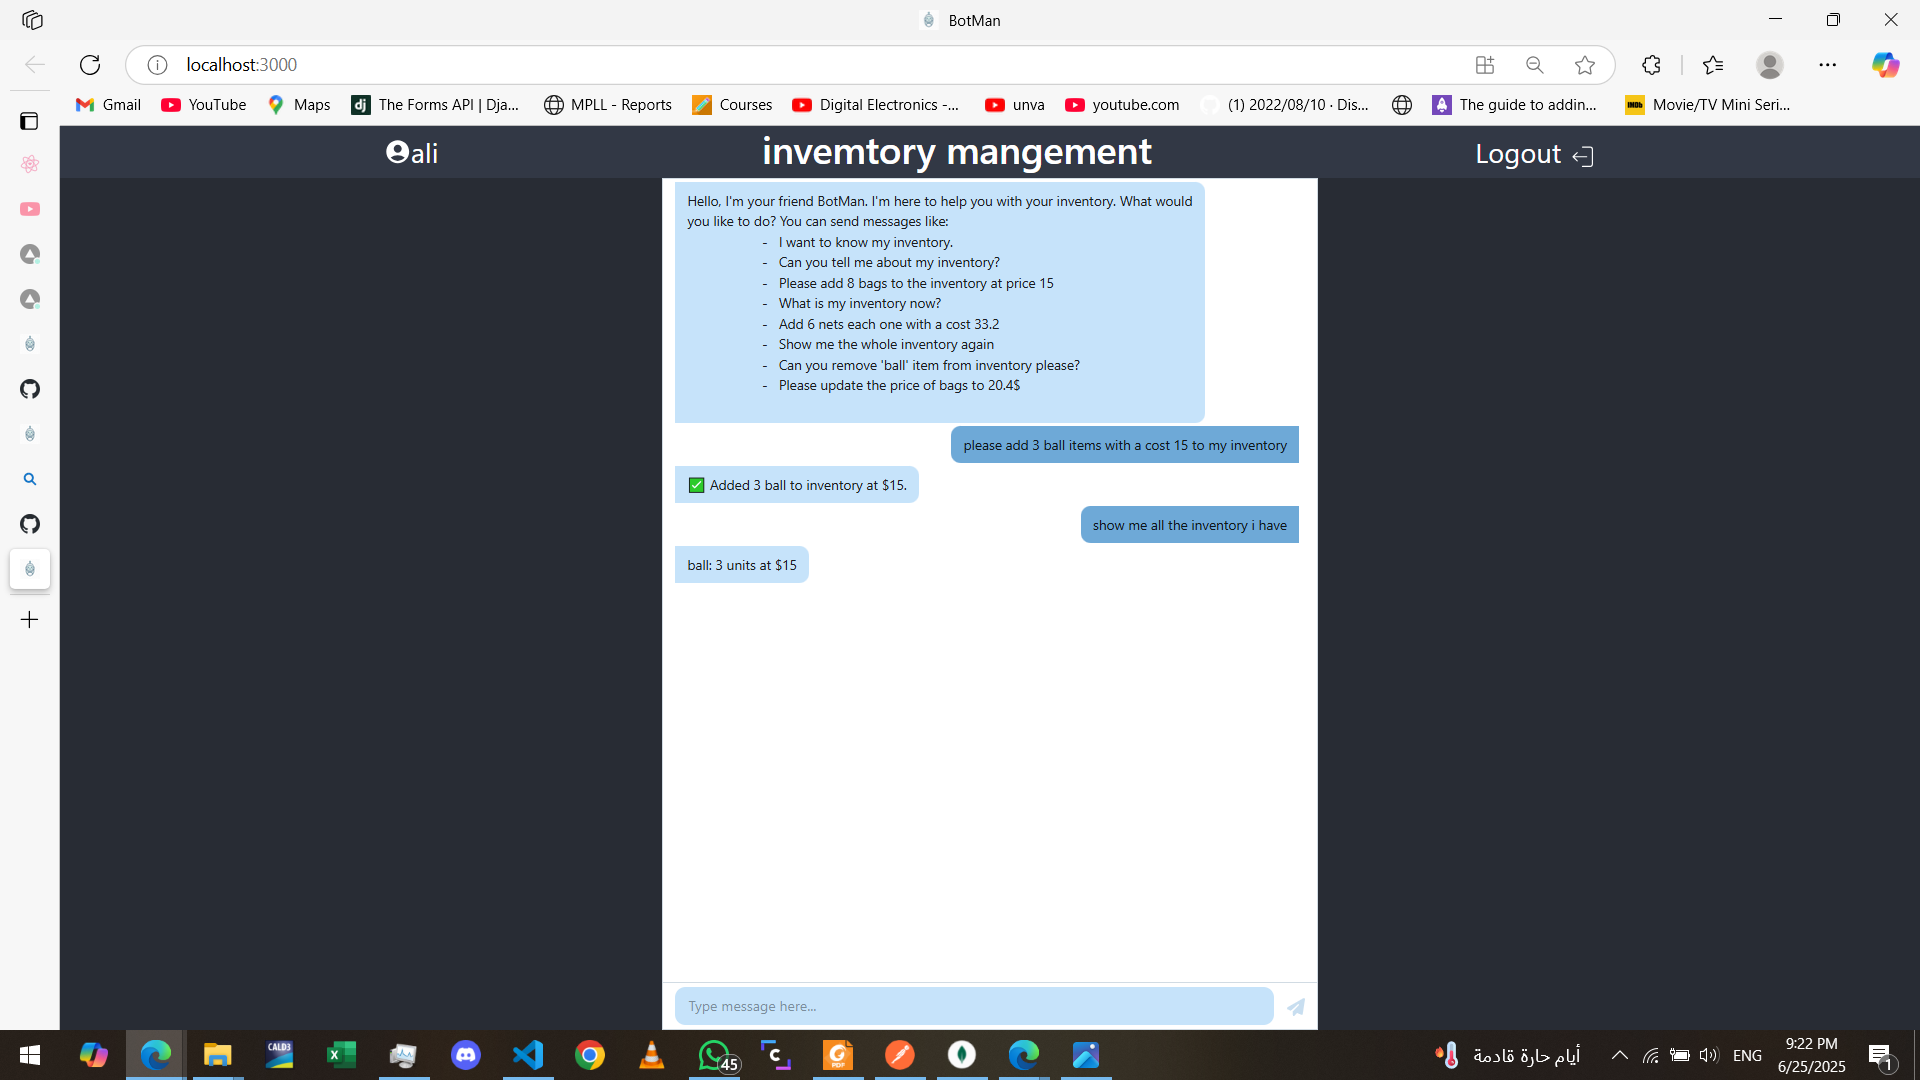 BotMan
localhost:3000
Gmail
YouTube
Maps
dj
The Forms API | Dja...
MPLL - Reports
Courses
Digital Electronics -...
unva
youtube.com
(1) 2022/08/10 · Dis...
The guide to addin...
IMDb
Movie/TV Mini Seri...
ali
invemtory mangement
Logout
Hello, I'm your friend BotMan. I'm here to help you with your inventory. What would
you like to do? You can send messages like:
- I want to know my inventory.
- Can you tell me about my inventory?
- Please add 8 bags to the inventory at price 15
- What is my inventory now?
- Add 6 nets each one with a cost 33.2
- Show me the whole inventory again
- Can you remove 'ball' item from inventory please?
- Please update the price of bags to 20.4$
please add 3 ball items with a cost 15 to my inventory
✅ Added 3 ball to inventory at $15.
show me all the inventory i have
ball: 3 units at $15
Type message here...
CALD3
45
PDF
أيام حارة قادمة
ENG
9:22 PM
6/25/2025
1